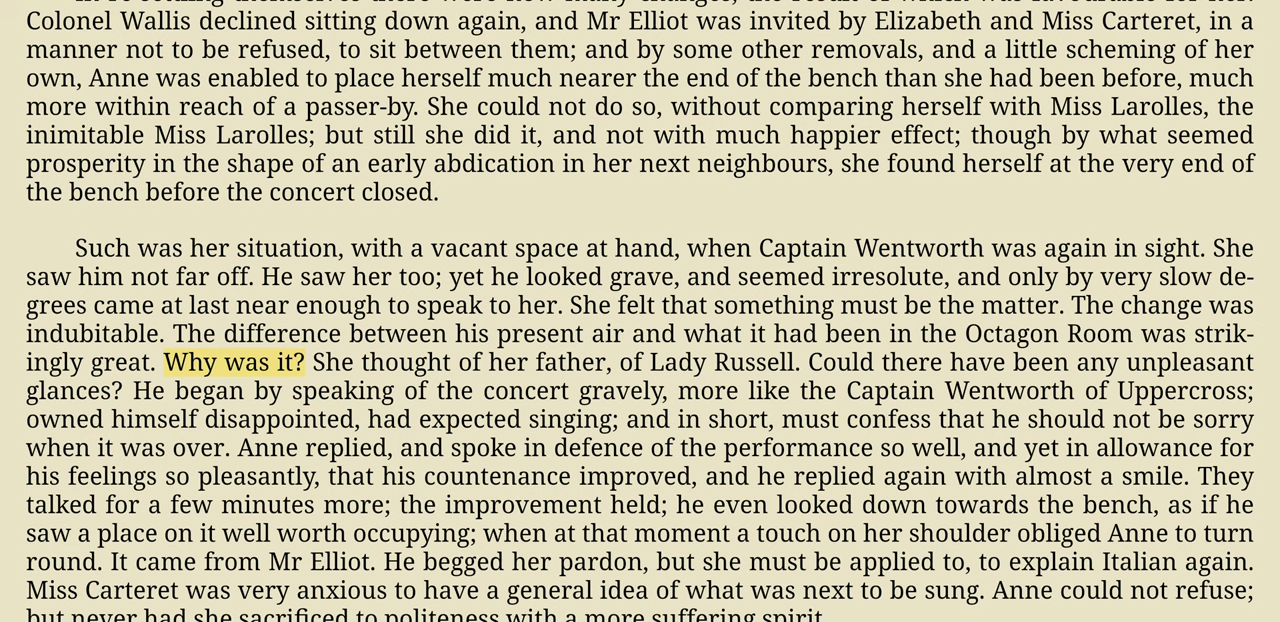 Colonel Wallis declined sitting down again, and Mr Elliot was invited by Elizabeth and Miss Carteret, in a
manner not to be refused, to sit between them; and by some other removals, and a little scheming of her
own, Anne was enabled to place herself much nearer the end of the bench than she had been before, much
more within reach of a passer-by. She could not do so, without comparing herself with Miss Larolles, the
inimitable Miss Larolles; but still she did it, and not with much happier effect; though by what seemed
prosperity in the shape of an early abdication in her next neighbours, she found herself at the very end of
the bench before the concert closed.
Such was her situation, with a vacant space at hand, when Captain Wentworth was again in sight. She
saw him not far off. He saw her too; yet he looked grave, and seemed irresolute, and only by very slow de-
grees came at last near enough to speak to her. She felt that something must be the matter. The change was
indubitable. The difference between his present air and what it had been in the Octagon Room was strik-
ingly great. Why was it? She thought of her father, of Lady Russell. Could there have been any unpleasant
glances? He began by speaking of the concert gravely, more like the Captain Wentworth of Uppercross;
owned himself disappointed, had expected singing; and in short, must confess that he should not be sorry
when it was over. Anne replied, and spoke in defence of the performance so well, and yet in allowance for
his feelings so pleasantly, that his countenance improved, and he replied again with almost a smile. They
talked for a few minutes more; the improvement held; he even looked down towards the bench, as if he
saw a place on it well worth occupying; when at that moment a touch on her shoulder obliged Anne to turn
round. It came from Mr Elliot. He begged her pardon, but she must be applied to, to explain Italian again.
Miss Carteret was very anxious to have a general idea of what was next to be sung. Anne could not refuse;
but never had she sacrificed to politeness with a more suffering spirit.